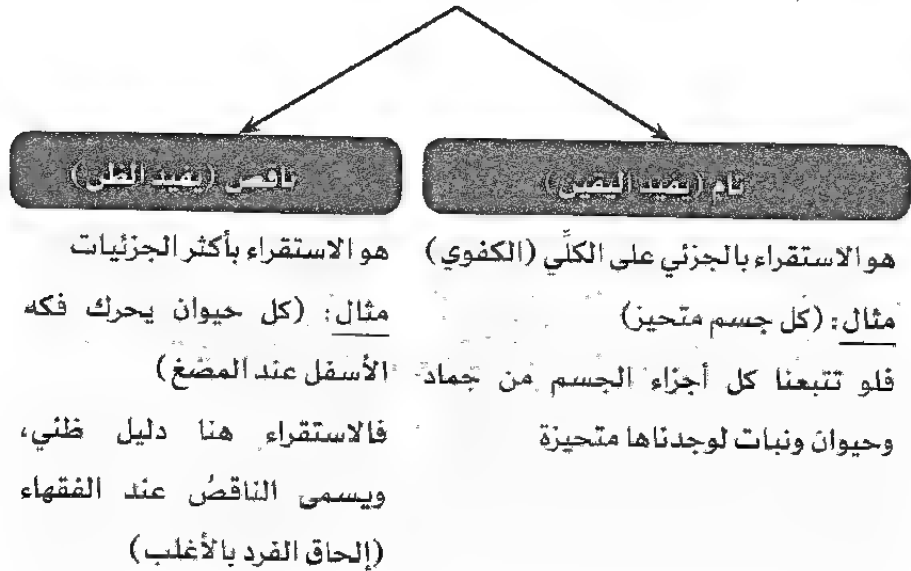 تام (يفيد اليقين)
هو الاستقراء بالجزئي على الكلِّي (الكفوي)
مثال: (كل جسم متحيز)
فلو تتبعنا كل أجزاء الجسم من جماد
وحيوان ونبات لوجدناها متحيزة
ناقص (يفيد الظن)
هو الاستقراء بأكثر الجزئيات
مثال: (كل حيوان يحرك فكه
الأسفل عند المضغ)
فالاستقراء هنا دليل ظني،
ويسمى الناقصُ عند الفقهاء
(إلحاق الفرد بالأغلب)